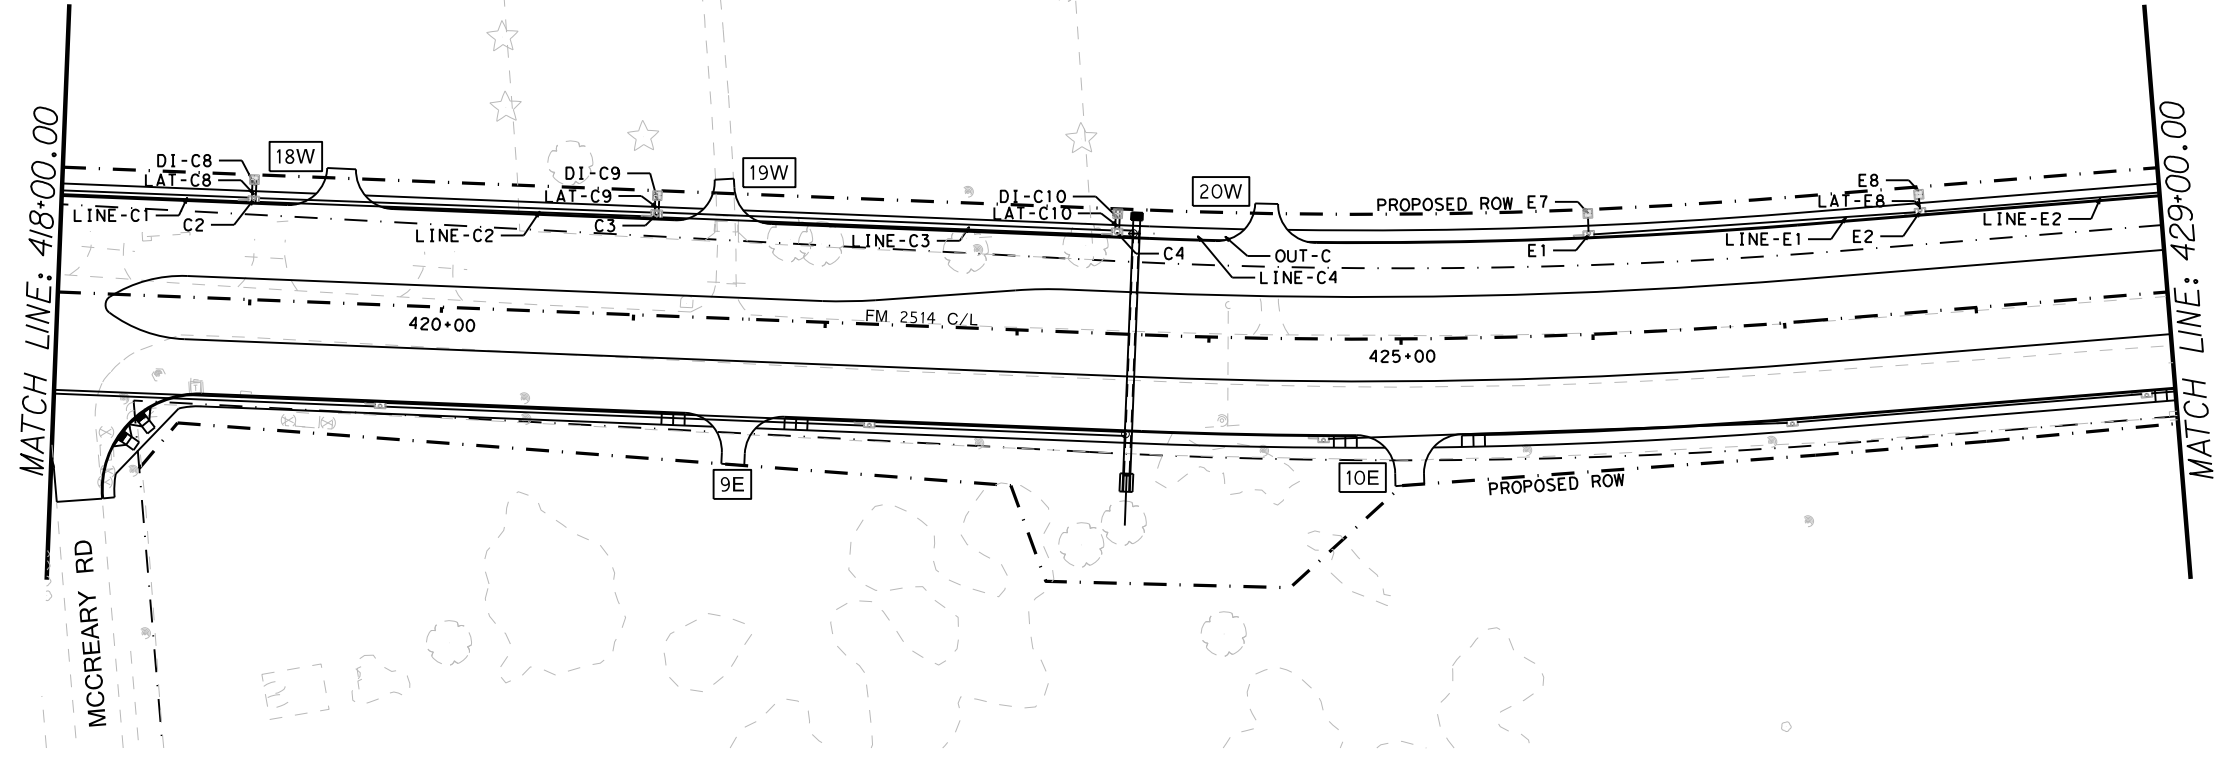 MATCH LINE: 418+00.00
DI-C8
LAT-C8
LINE-C1
C2
18W
LINE-C2
DI-C9
LAT-C9
C3
19W
LINE-C3
DI-C10
LAT-C10
C4
20W
OUT-C
LINE-C4
PROPOSED ROW E7
E1
LINE-E1
E8
LAT-E8
E2
LINE-E2
MATCH LINE: 429+00.00
420+00
FM 2514 C/L
425+00
9E
10E
PROPOSED ROW
MCCREARY RD